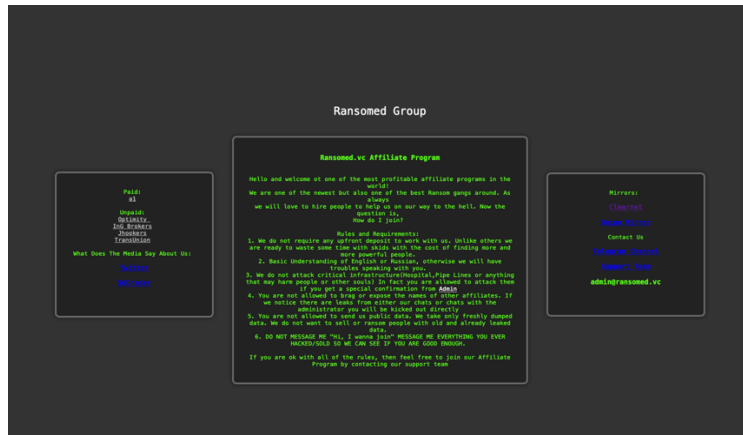 Ransomed Group
Paid:
a1
Unpaid:
Optimity
InG Brokers
Jhookers
TransUnion
What Does The Media Say About Us:
Ransomed.vc Affiliate Program
Hello and welcome ot one of the most profitable affiliate programs in the
world!
We are one of the newest but also one of the best Ransom gangs around. As
always
we will love to hire people to help us on our way to the hell. Now the
question is,
How do I join?
Rules and Requirements:
1. We do not require any upfront deposit to work with us. Unlike others we
are ready to waste some time with skids with the cost of finding more and
more powerful people.
2. Basic Understanding of English or Russian, otherwise we will have
troubles speaking with you.
3. We do not attack critical infrastructure(Hospital,Pipe Lines or anything
that may harm people or other souls) In fact you are allowed to attack them
if you get a special confirmation from Admin
4. You are not allowed to brag or expose the names of other affiliates. If
we notice there are leaks from either our chats or chats with the
administrator you will be kicked out directly
5. You are not allowed to send us public data. We take only freshly dumped
data. We do not want to sell or ransom people with old and already leaked
data.
6. DO NOT MESSAGE ME "Hi, I wanna join" MESSAGE ME EVERYTHING YOU EVER
HACKED/SOLD SO WE CAN SEE IF YOU ARE GOOD ENOUGH.
If you are ok with all of the rules, then feel free to join our Affiliate
Program by contacting our support team
Mirrors:
Clearnet
Contact Us
admin@ransomed.vc